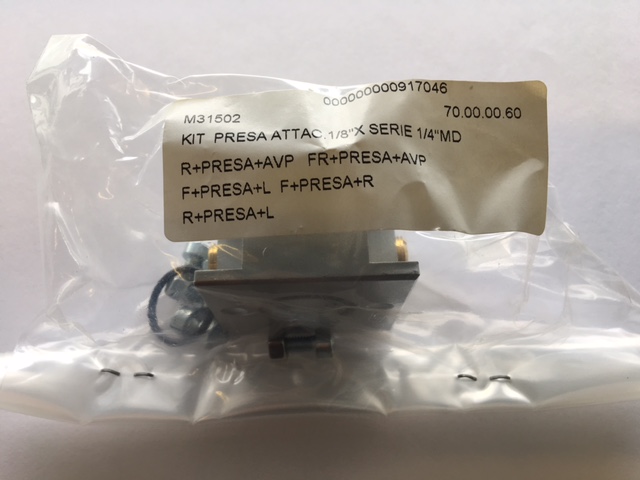 000000000917046
M31502
70.00.00.60
KIT PRESA ATTAC.1/8"X SERIE 1/4"MD
R+PRESA+AVP FR+PRESA+AVP
F+PRESA+L F+PRESA+R
R+PRESA+L